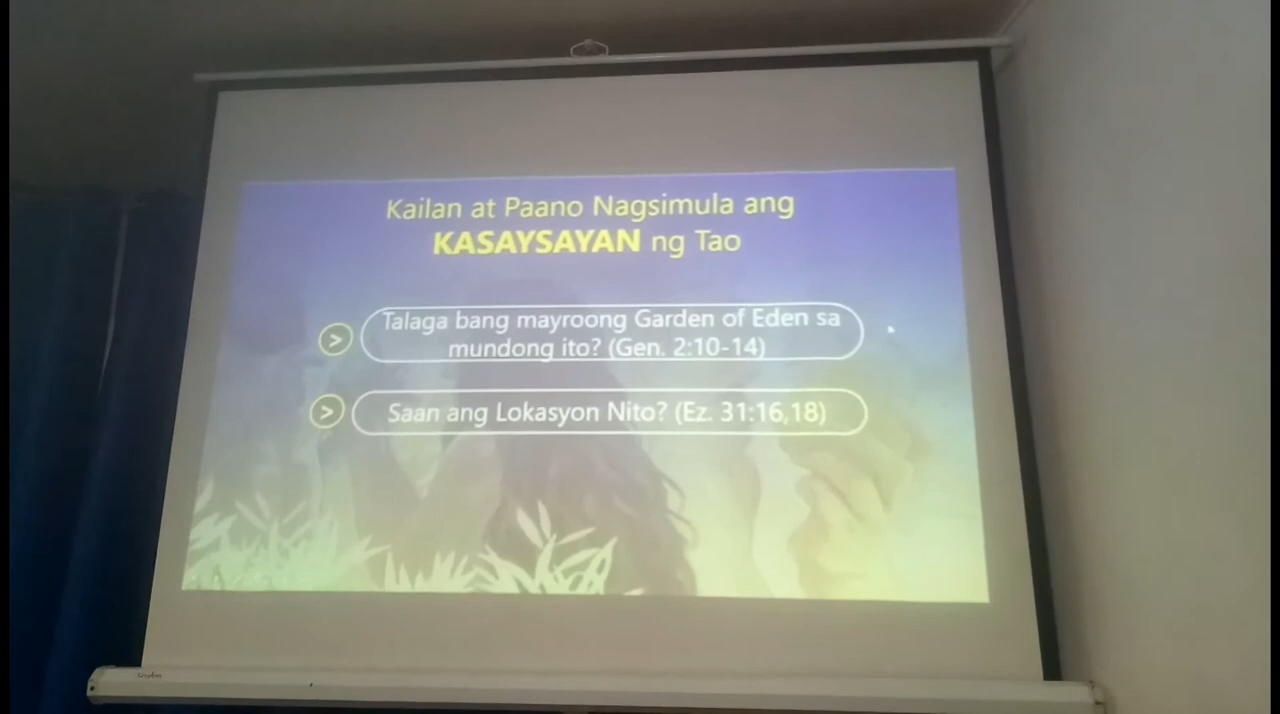 Kailan at Paano Nagsimula ang
KASAYSAYAN ng Tao
> Talaga bang mayroong Garden of Eden sa
mundong ito? (Gen. 2:10-14)
> Saan ang Lokasyon Nito? (Ez. 31:16,18)